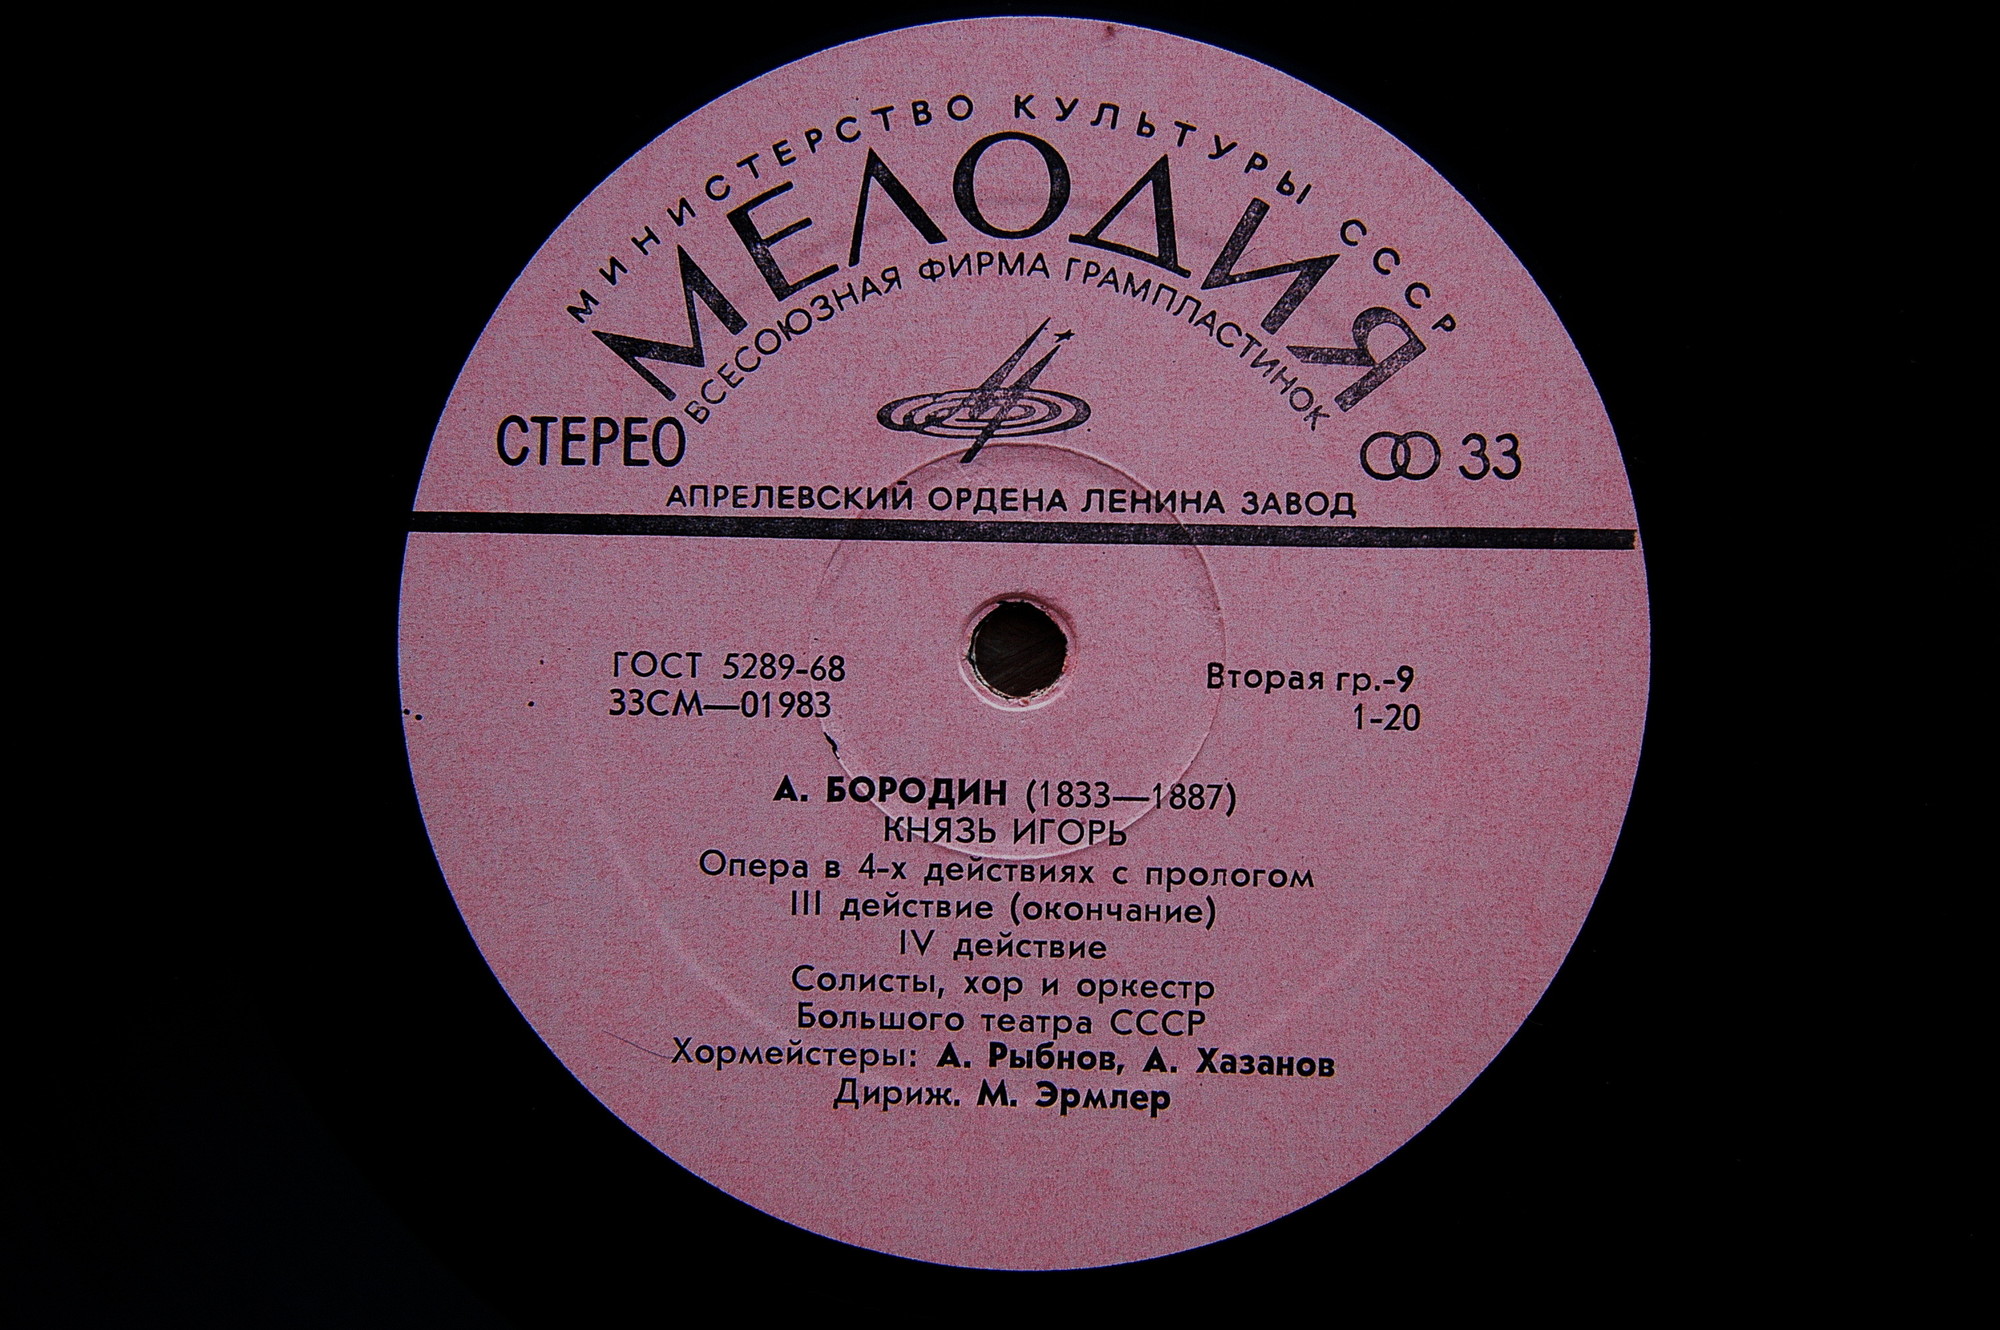 МИНИСТЕРСТВО КУЛЬТУРЫ СССР
МЕЛОДИЯ
ВСЕСОЮЗНАЯ ФИРМА ГРАМПЛАСТИНОК
СТЕРЕО
33
АПРЕЛЕВСКИЙ ОРДЕНА ЛЕНИНА ЗАВОД
ГОСТ 5289-68
Вторая гр.-9
33СМ—01983
1-20
А. БОРОДИН (1833—1887)
КНЯЗЬ ИГОРЬ
Опера в 4-х действиях с прологом
III действие (окончание)
IV действие
Солисты, хор и оркестр
Большого театра СССР
Хормейстеры: А. Рыбнов, А. Хазанов
Дириж. М. Эрмлер